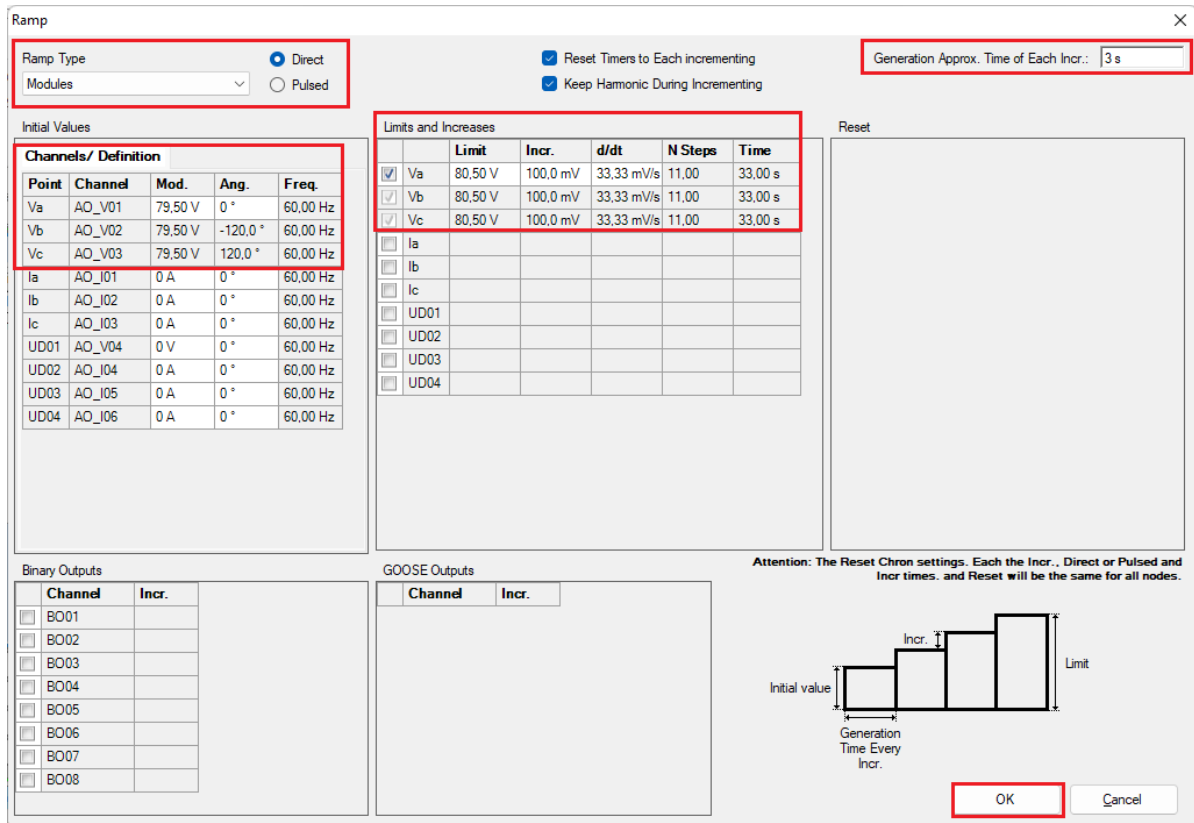 Ramp
Ramp Type
Direct
Modules
Pulsed
Reset Timers to Each incrementing
Keep Harmonic During Incrementing
Generation Approx. Time of Each Incr.: 3 s
Initial Values
Channels/ Definition
Point Channel Mod. Ang. Freq.
Va AO_V01 79,50 V 0 ° 60,00 Hz
Vb AO_V02 79,50 V -120,0 ° 60,00 Hz
Vc AO_V03 79,50 V 120,0 ° 60,00 Hz
Ia AO_I01 0 A 0 ° 60,00 Hz
Ib AO_I02 0 A 0 ° 60,00 Hz
Ic AO_I03 0 A 0 ° 60,00 Hz
UD01 AO_V04 0 V 0 ° 60,00 Hz
UD02 AO_I04 0 A 0 ° 60,00 Hz
UD03 AO_I05 0 A 0 ° 60,00 Hz
UD04 AO_I06 0 A 0 ° 60,00 Hz
Limits and Increases
Limit Incr. d/dt N Steps Time
Va 80,50 V 100,0 mV 33,33 mV/s 11,00 33,00 s
Vb 80,50 V 100,0 mV 33,33 mV/s 11,00 33,00 s
Vc 80,50 V 100,0 mV 33,33 mV/s 11,00 33,00 s
Ia
Ib
Ic
UD01
UD02
UD03
UD04
Reset
Binary Outputs
Channel Incr.
BO01
BO02
BO03
BO04
BO05
BO06
BO07
BO08
GOOSE Outputs
Channel Incr.
Attention: The Reset Chron settings. Each the Incr., Direct or Pulsed and
Incr times. and Reset will be the same for all nodes.
Incr.
Limit
Initial value
Generation
Time Every
Incr.
OK
Cancel